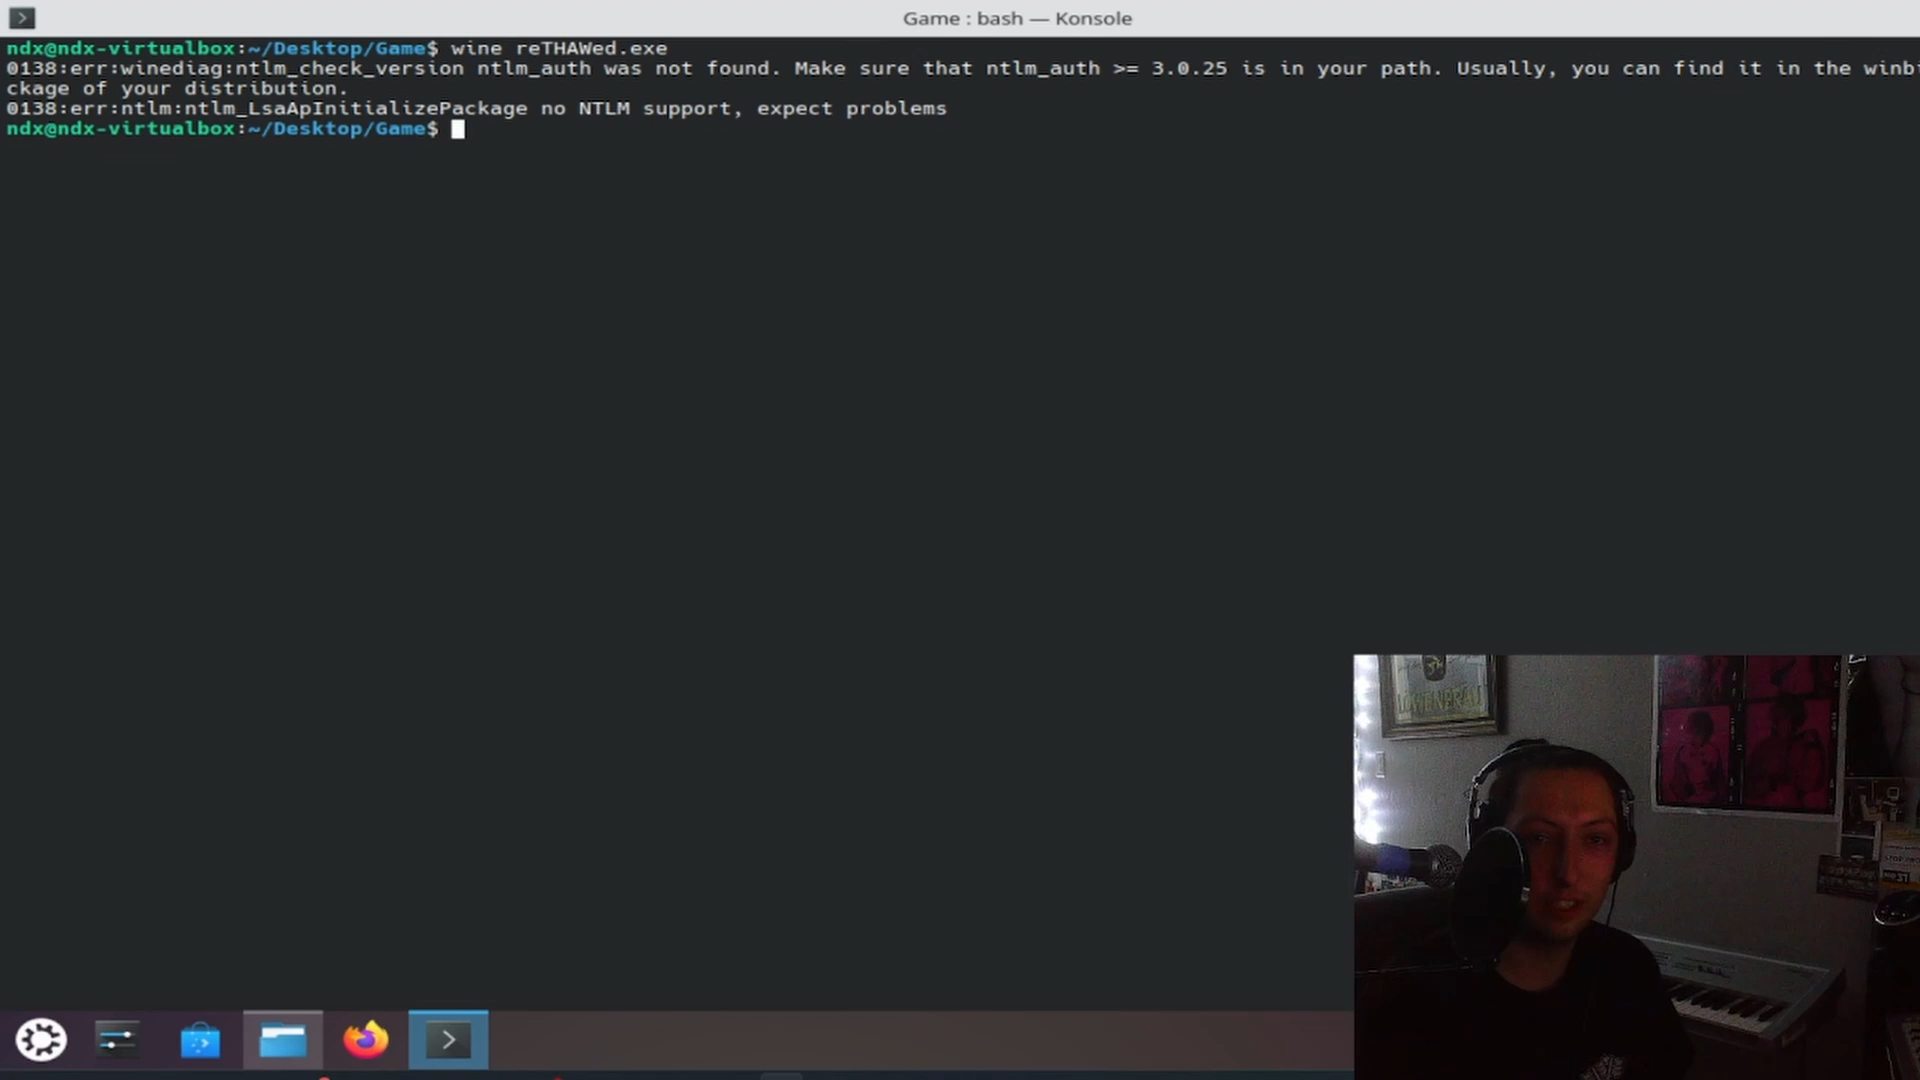 Game : bash — Konsole
ndx@ndx-virtualbox:~/Desktop/Game$ wine reTHAWed.exe
0138:err:winediag:ntlm_check_version ntlm_auth was not found. Make sure that ntlm_auth >= 3.0.25 is in your path. Usually, you can find it in the winb
ckage of your distribution.
0138:err:ntlm:ntlm_LsaApInitializePackage no NTLM support, expect problems
ndx@ndx-virtualbox:~/Desktop/Game$
LÖWENBRÄU